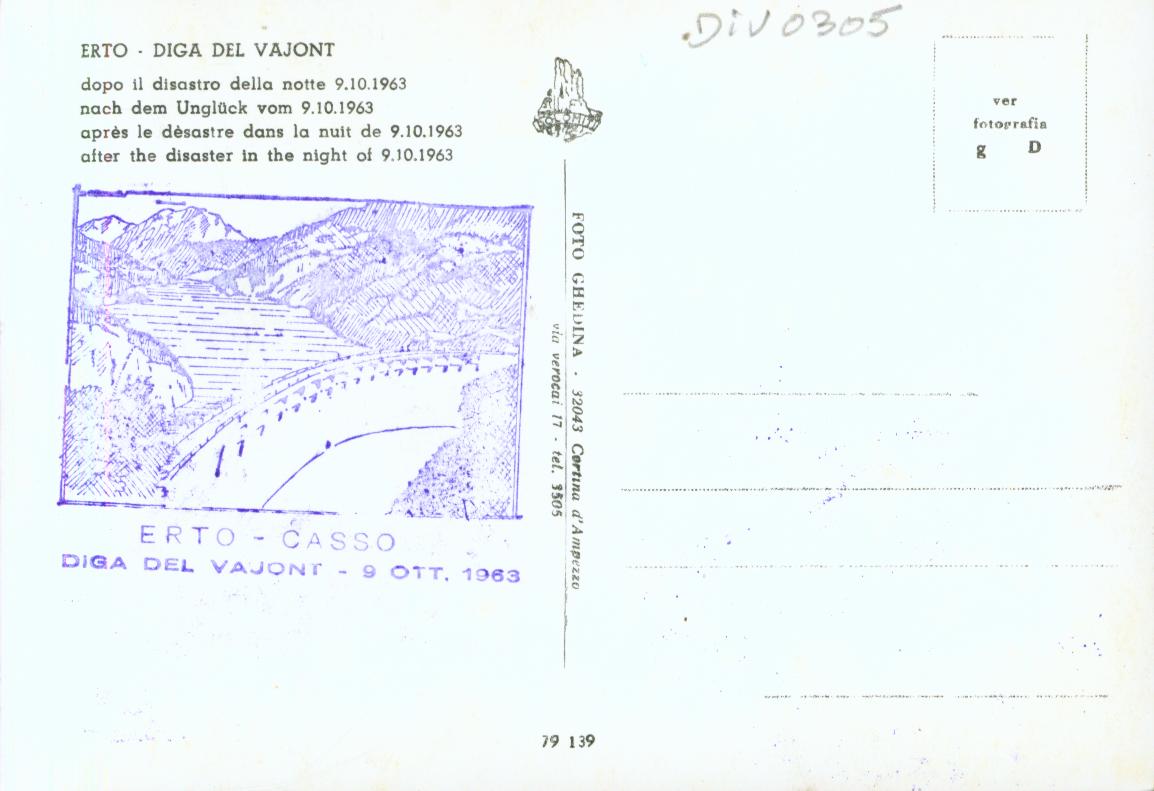 ERTO - DIGA DEL VAJONT
dopo il disastro della notte 9.10.1963
nach dem Unglück vom 9.10.1963
après le dèsastre dans la nuit de 9.10.1963
after the disaster in the night of 9.10.1963
ERTO - CASSO
DIGA DEL VAJONT - 9 OTT. 1963
FOTO GHEDINA - 32043 Cortina d'Ampezzo
via verocai 17 - tel. 3505
79 139
DiV0305
ver
fotografia
g D